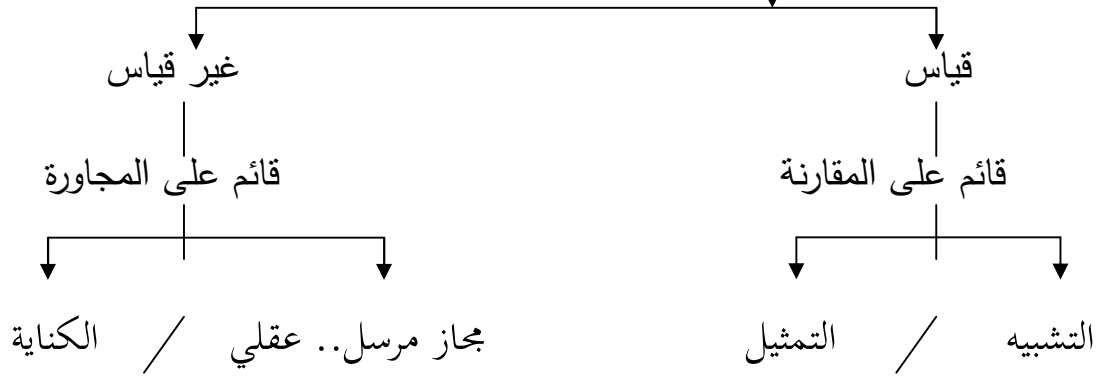 قياس
غير قياس
قائم على المقارنة
قائم على المجاورة
التشبيه / التمثيل
مجاز مرسل.. عقلي / الكناية